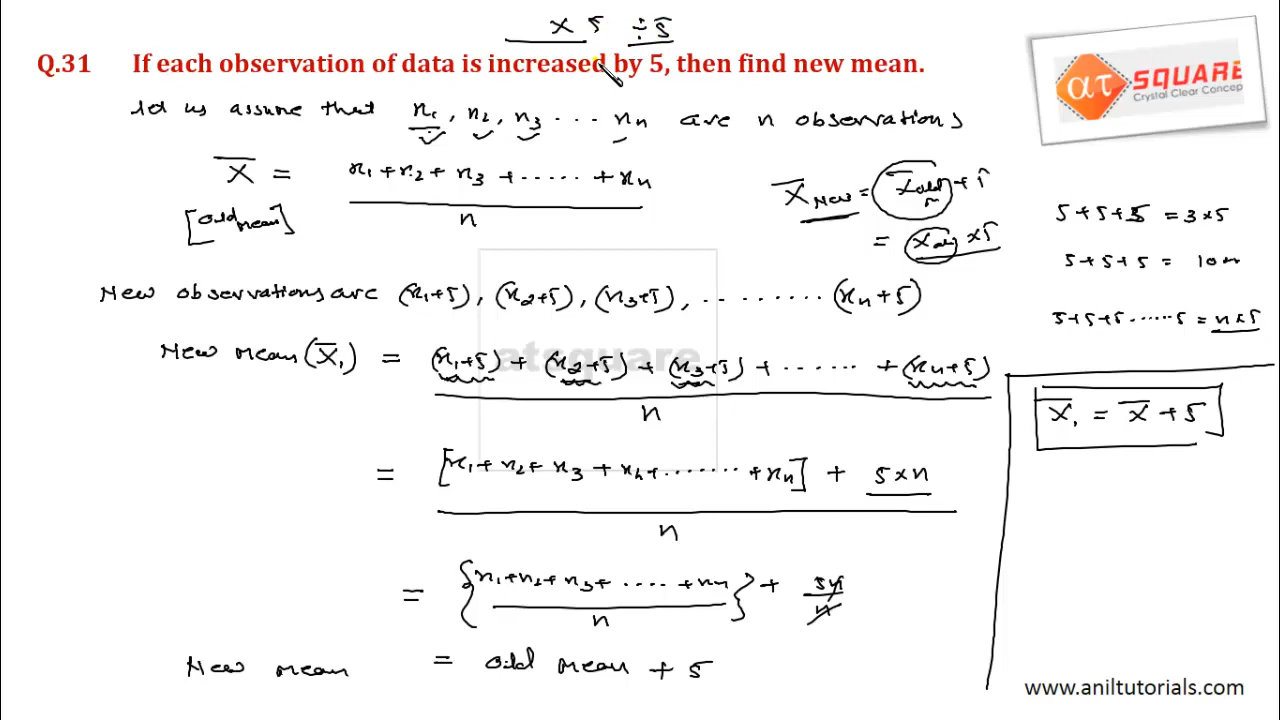 × 5 ÷ 5
Q.31 If each observation of data is increased by 5, then find new mean.
let us assume that x₁, x₂, x₃ ... xₙ are n observations
X̄ = x₁ + x₂ + x₃ + ...... + xₙ / n
[old mean]
X̄ New = X̄ old + 5
= X̄ old × 5
ατ SQUARE
Crystal Clear Concep
5 + 5 + 5 = 3 × 5
5 + 5 + 5 =
5 + 5 + 5 ...... 5 = n × 5
New observations are (x₁+5), (x₂+5), (x₃+5), ......... (xₙ+5)
atsquare
New mean (X̄₁) = (x₁+5) + (x₂+5) + (x₃+5) + ...... + (xₙ+5) / n
X̄₁ = X̄ + 5
= [x₁ + x₂ + x₃ + x₄ + ....... + xₙ] + 5×n / n
= {x₁+x₂+x₃+ ..... +xₙ / n} + 5n / n
New mean = old mean + 5
www.aniltutorials.com